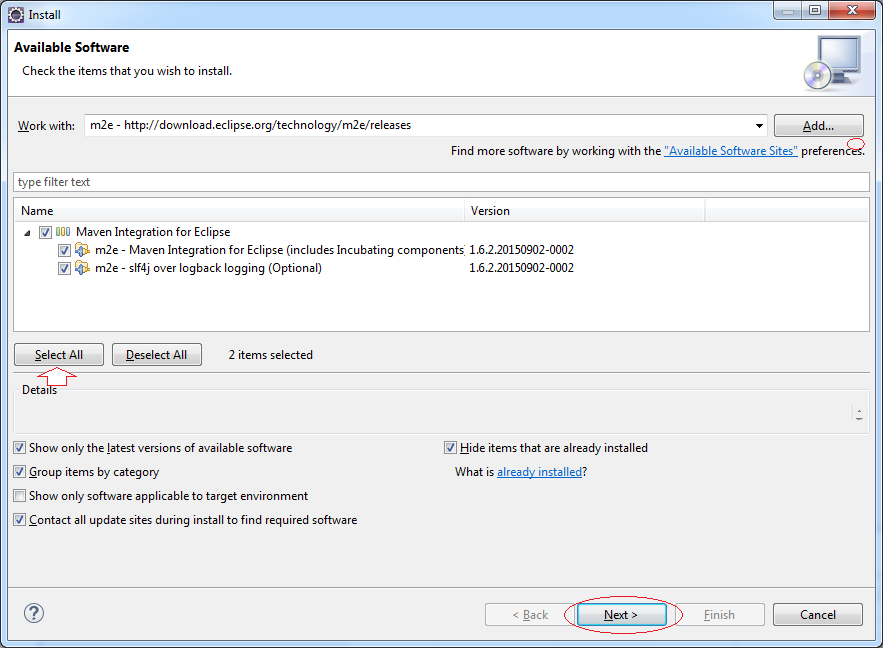 Install
Available Software
Check the items that you wish to install.
Work with: m2e - http://download.eclipse.org/technology/m2e/releases Add...
Find more software by working with the "Available Software Sites" preferences.
type filter text
Name Version
Maven Integration for Eclipse
m2e - Maven Integration for Eclipse (includes Incubating components) 1.6.2.20150902-0002
m2e - slf4j over logback logging (Optional) 1.6.2.20150902-0002
Select All Deselect All 2 items selected
Details
Show only the latest versions of available software Hide items that are already installed
Group items by category What is already installed?
Show only software applicable to target environment
Contact all update sites during install to find required software
? < Back Next > Finish Cancel